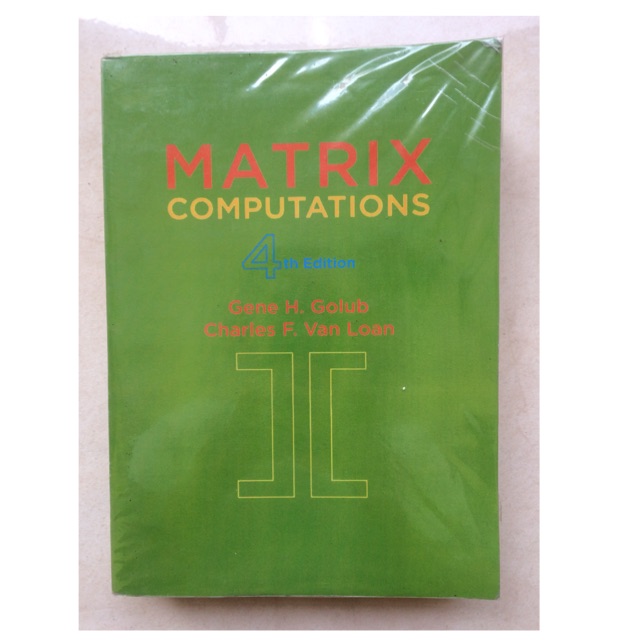 MATRIX
COMPUTATIONS
4th Edition
Gene H. Golub
Charles F. Van Loan